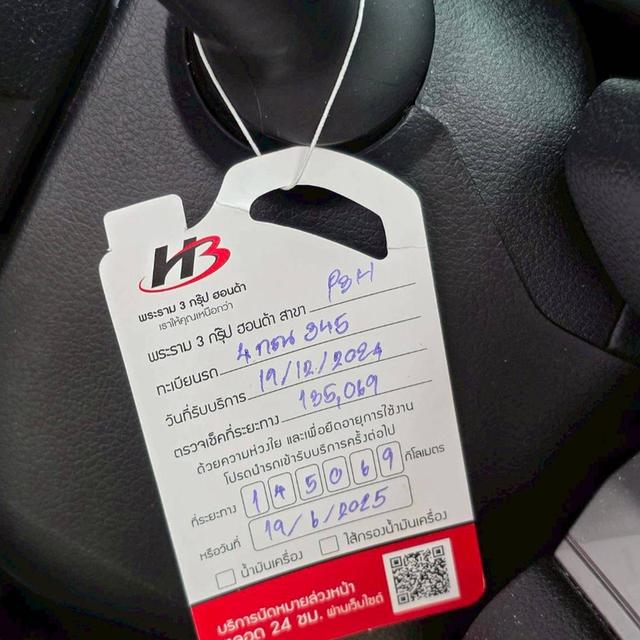 H3
พระราม 3 กรุ๊ป ฮอนด้า
เราให้คุณเหนือกว่า
พระราม 3 กรุ๊ป ฮอนด้า สาขา P3H
ทะเบียนรถ 4 กณ 345
วันที่รับบริการ 19/12/2024
ตรวจเช็คที่ระยะทาง 135,069
ด้วยความห่วงใย และเพื่อยืดอายุการใช้งาน
โปรดนำรถเข้ารับบริการครั้งต่อไป
ที่ระยะทาง 145069 กิโลเมตร
หรือวันที่ 19/6/2025
น้ำมันเครื่อง ไส้กรองน้ำมันเครื่อง
บริการนัดหมายล่วงหน้า
ตลอด 24 ชม. ผ่านเว็บไซต์